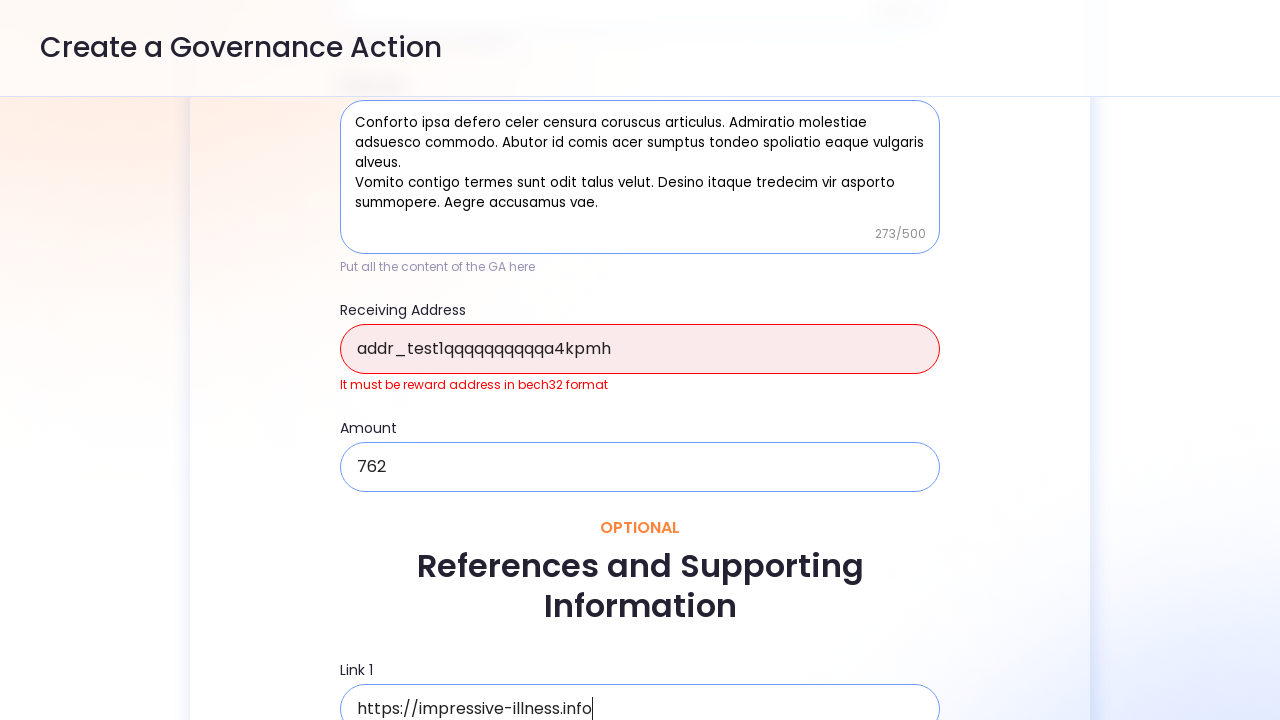 Create a Governance Action
Conforto ipsa defero celer censura coruscus articulus. Admiratio molestiae
adsuesco commodo. Abutor id comis acer sumptus tondeo spoliatio eaque vulgaris
alveus.
Vomito contigo termes sunt odit talus velut. Desino itaque tredecim vir asporto
summopere. Aegre accusamus vae.
273/500
Put all the content of the GA here
Receiving Address
addr_test1qqqqqqqqqqa4kpmh
It must be reward address in bech32 format
Amount
762
OPTIONAL
References and Supporting
Information
Link 1
https://impressive-illness.info